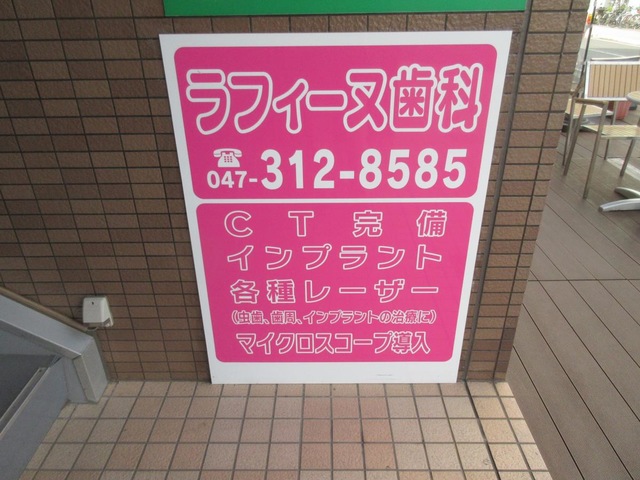 ラフィーヌ歯科
047-312-8585
CT完備
インプラント
各種レーザー
(虫歯、歯周、インプラントの治療に)
マイクロスコープ導入